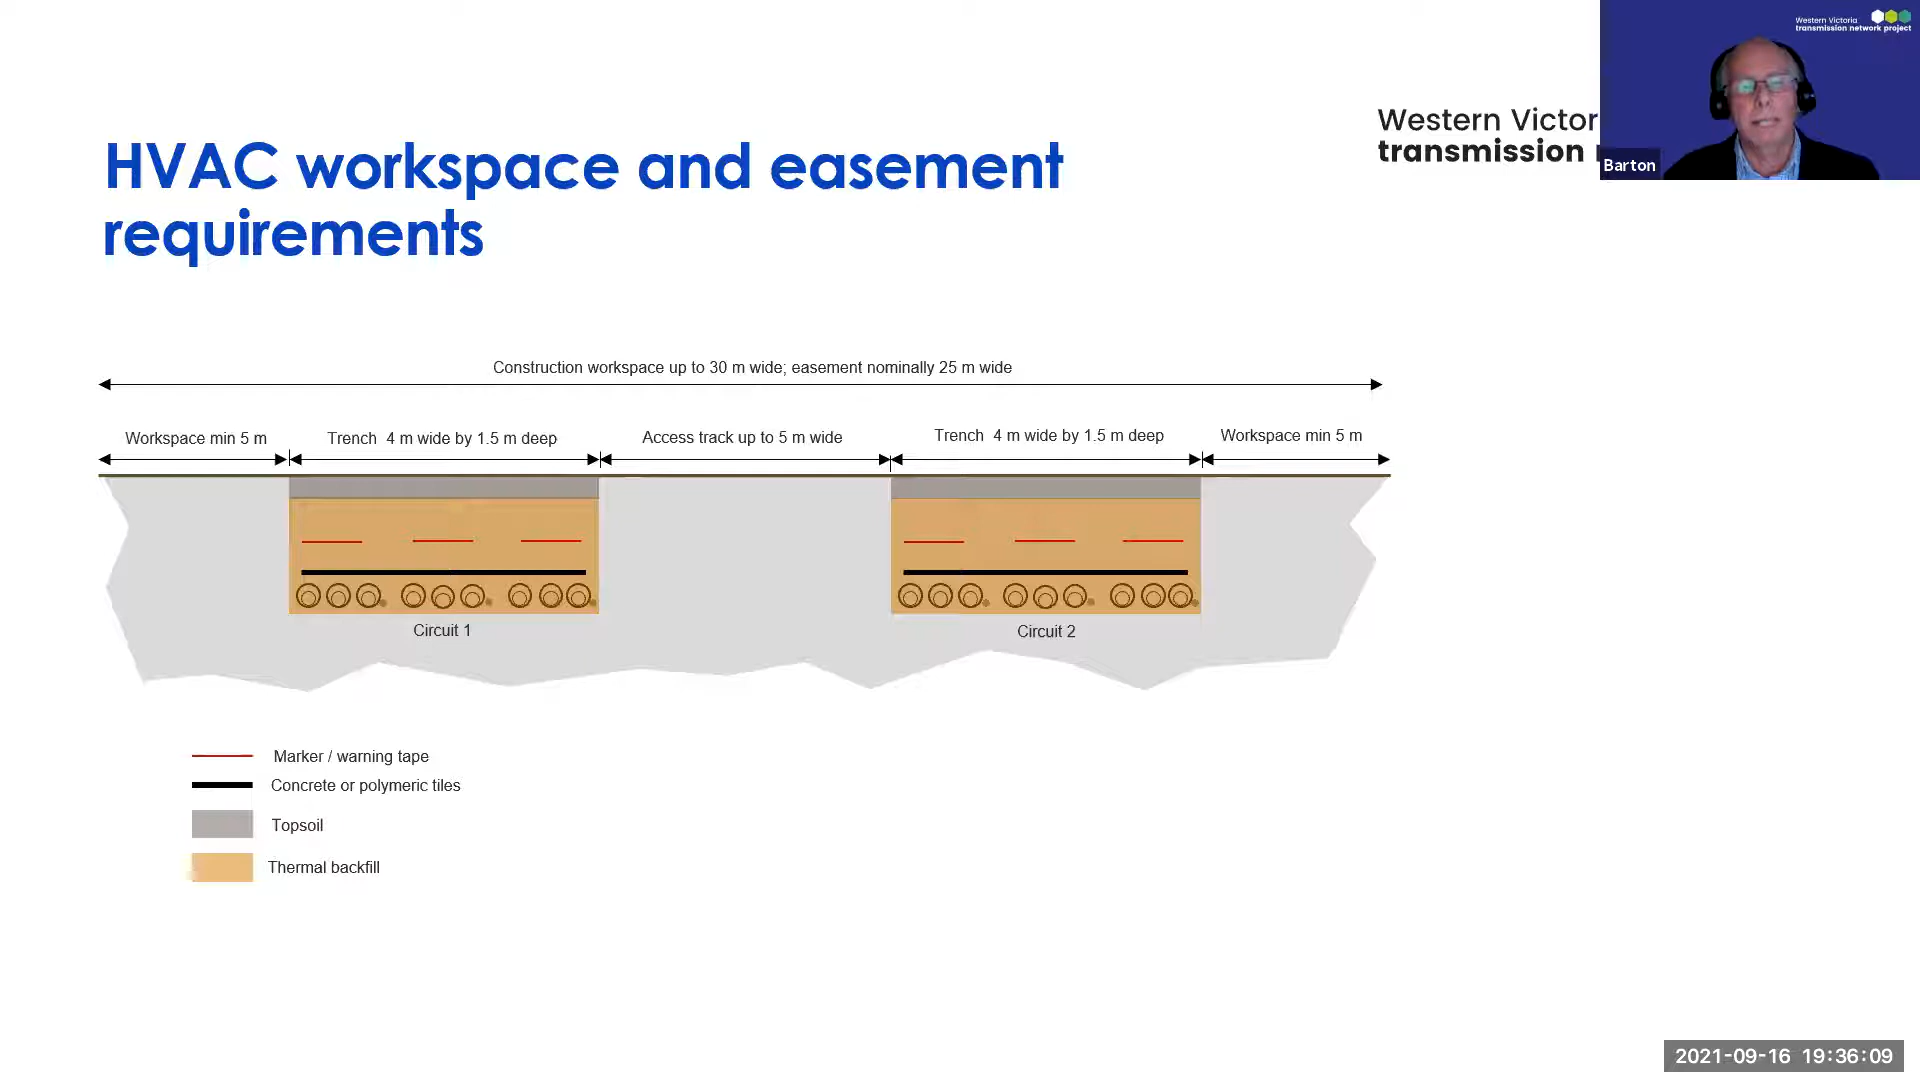 Western Victoria
transmission network project
Western Victor
transmission
Barton
HVAC workspace and easement
requirements
Construction workspace up to 30 m wide; easement nominally 25 m wide
Workspace min 5 m
Trench 4 m wide by 1.5 m deep
Access track up to 5 m wide
Trench 4 m wide by 1.5 m deep
Workspace min 5 m
Circuit 1
Circuit 2
Marker / warning tape
Concrete or polymeric tiles
Topsoil
Thermal backfill
2021-09-16 19:36:09